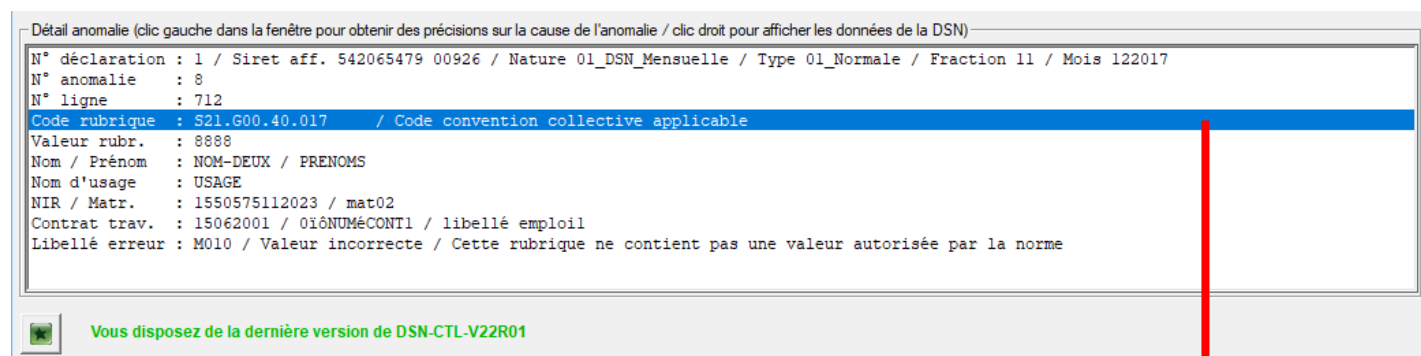 Détail anomalie (clic gauche dans la fenêtre pour obtenir des précisions sur la cause de l'anomalie / clic droit pour afficher les données de la DSN)
N° déclaration : 1 / Siret aff. 542065479 00926 / Nature 01_DSN_Mensuelle / Type 01_Normale / Fraction 11 / Mois 122017
N° anomalie : 8
N° ligne : 712
Code rubrique : S21.G00.40.017 / Code convention collective applicable
Valeur rubr. : 8888
Nom / Prénom : NOM-DEUX / PRENOMS
Nom d'usage : USAGE
NIR / Matr. : 1550575112023 / mat02
Contrat trav. : 15062001 / 0ïôNUMéCONT1 / libellé emploi1
Libellé erreur : M010 / Valeur incorrecte / Cette rubrique ne contient pas une valeur autorisée par la norme
Vous disposez de la dernière version de DSN-CTL-V22R01